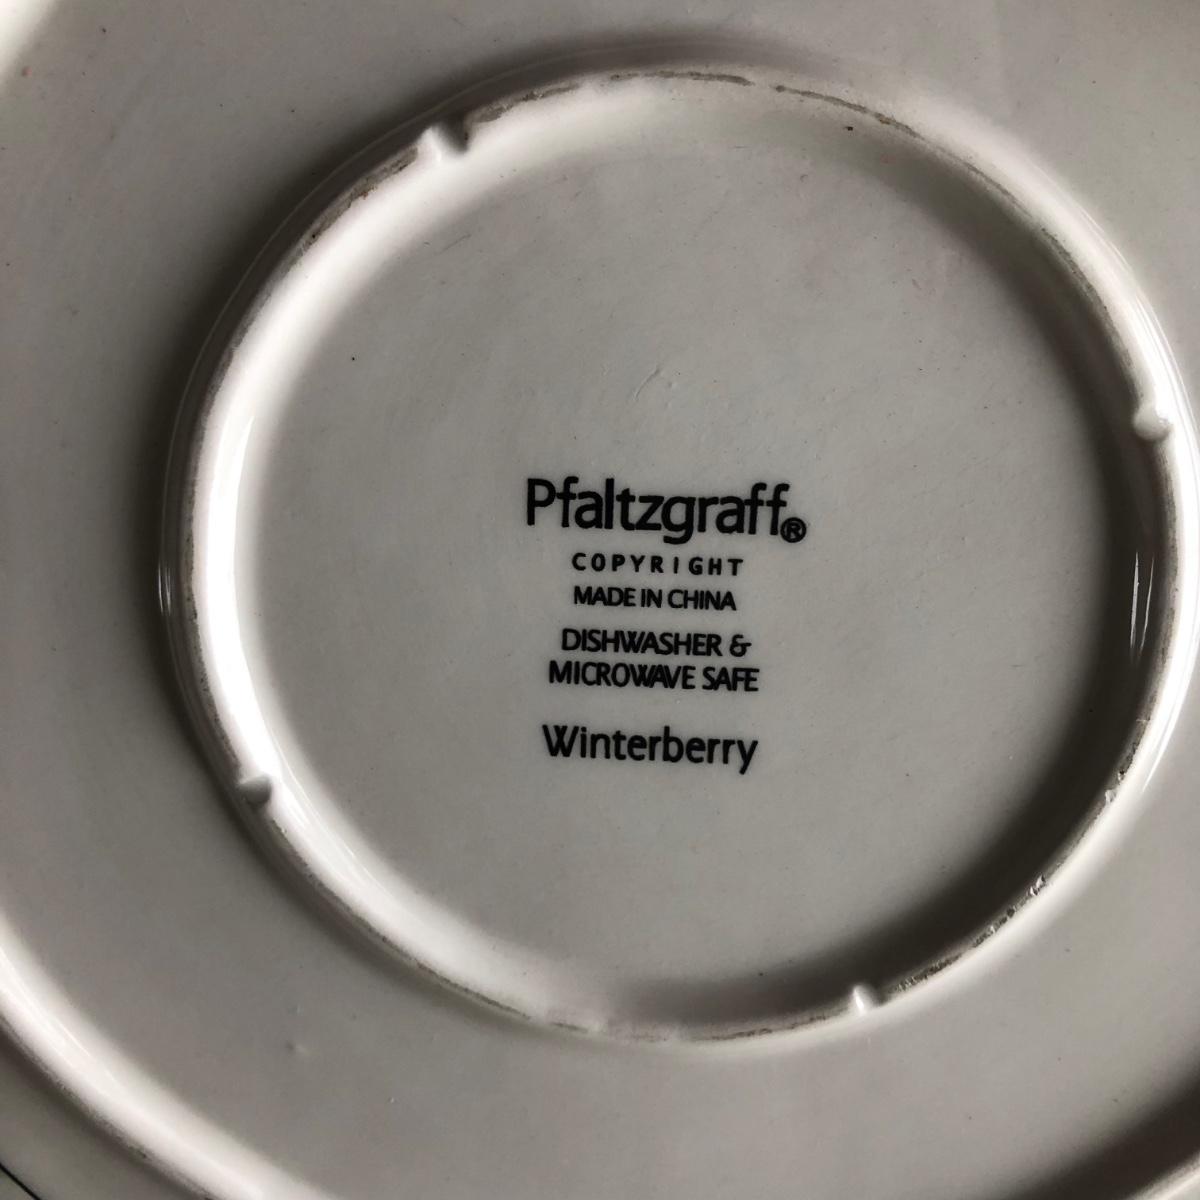 Pfaltzgraff®
COPYRIGHT
MADE IN CHINA
DISHWASHER &
MICROWAVE SAFE
Winterberry